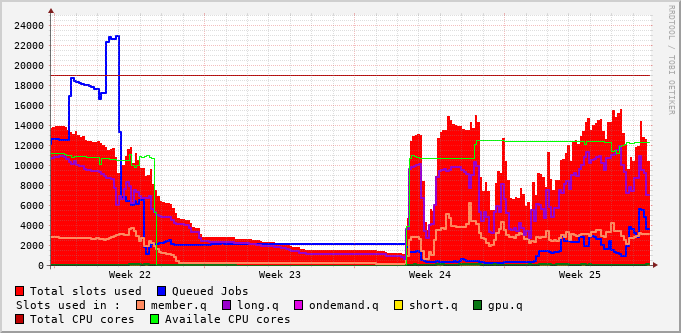 24000
22000
20000
18000
16000
14000
12000
10000
8000
6000
4000
2000
0
Week 22 Week 23 Week 24 Week 25
Total slots used Queued Jobs
Slots used in : member.q long.q ondemand.q short.q gpu.q
Total CPU cores Availale CPU cores
RRDTOOL / TOBI OETIKER